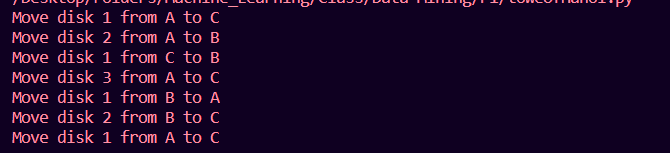 /Desktop/Folders/Machine_Learning/Class/Data Mining/P1/toweofhanoi.py
Move disk 1 from A to C
Move disk 2 from A to B
Move disk 1 from C to B
Move disk 3 from A to C
Move disk 1 from B to A
Move disk 2 from B to C
Move disk 1 from A to C